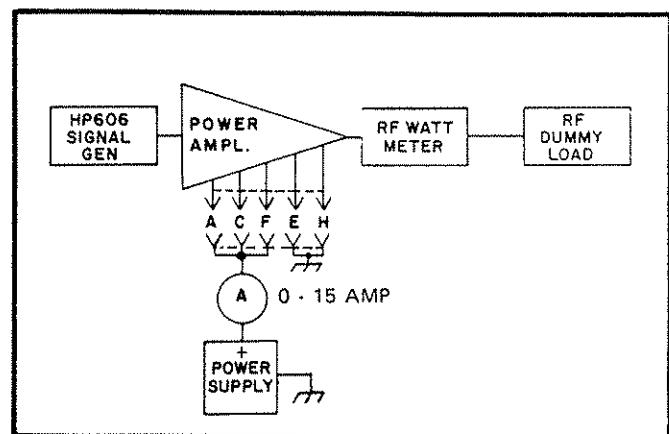 HP606
SIGNAL
GEN
POWER
AMPL.
RF WATT
METER
RF
DUMMY
LOAD
A C F E H
A 0 - 15 AMP
+
POWER
SUPPLY